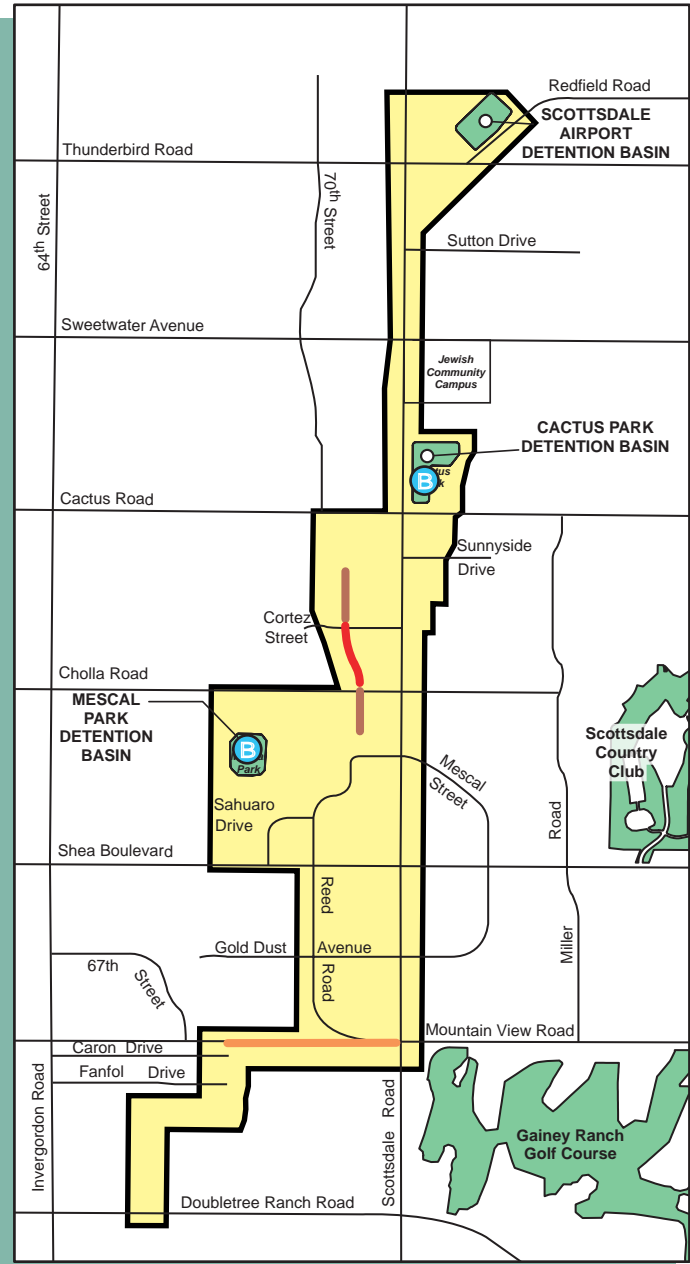 Redfield Road
SCOTTSDALE
AIRPORT
DETENTION BASIN
Thunderbird Road
70th Street
64th Street
Sutton Drive
Sweetwater Avenue
Jewish
Community
Campus
CACTUS PARK
DETENTION BASIN
B
Cactus Road
Sunnyside
Drive
Cortez
Street
Cholla Road
MESCAL
PARK
DETENTION
BASIN
B
Park
Scottsdale
Country
Club
Mescal
Street
Sahuaro
Drive
Road
Shea Boulevard
Reed
Gold Dust Avenue
67th
Street
Road
Miller
Mountain View Road
Caron Drive
Fanfol Drive
Invergordon Road
Scottsdale Road
Gainey Ranch
Golf Course
Doubletree Ranch Road